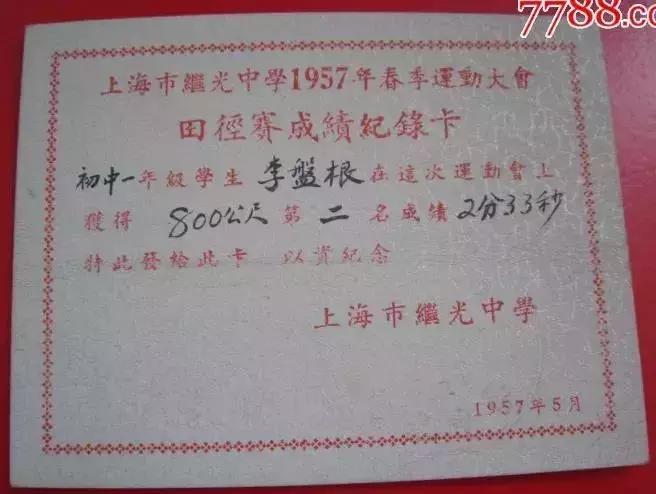 7788.co
上海市繼光中學1957年春季運動大會
田徑賽成績紀錄卡
初中一年級學生 李盤根 在這次運動會上
獲得 800公尺 第 二 名成績 2分33秒
特此發給此卡 以資紀念
上海市繼光中學
1957年5月